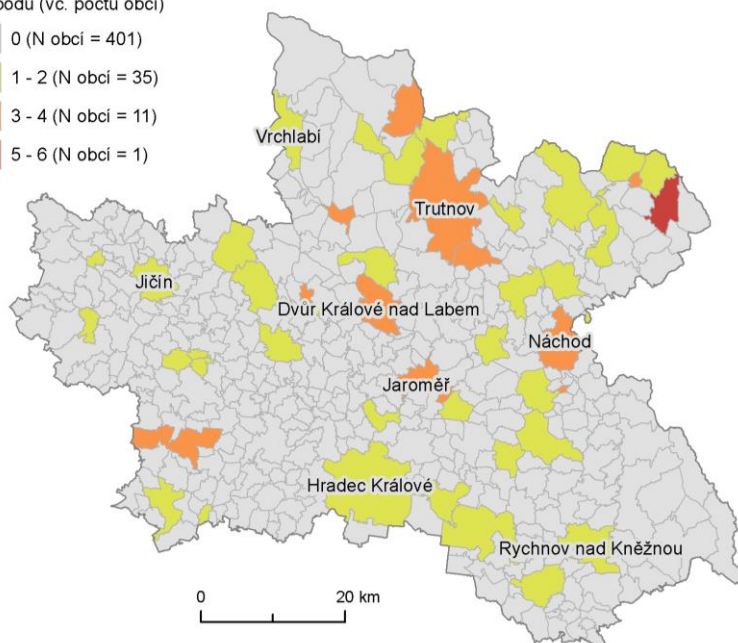 bodů (vč. počtu obcí)
0 (N obcí = 401)
1 - 2 (N obcí = 35)
3 - 4 (N obcí = 11)
5 - 6 (N obcí = 1)
Vrchlabí
Trutnov
Jičín
Dvůr Králové nad Labem
Náchod
Jaroměř
Hradec Králové
Rychnov nad Kněžnou
0 20 km